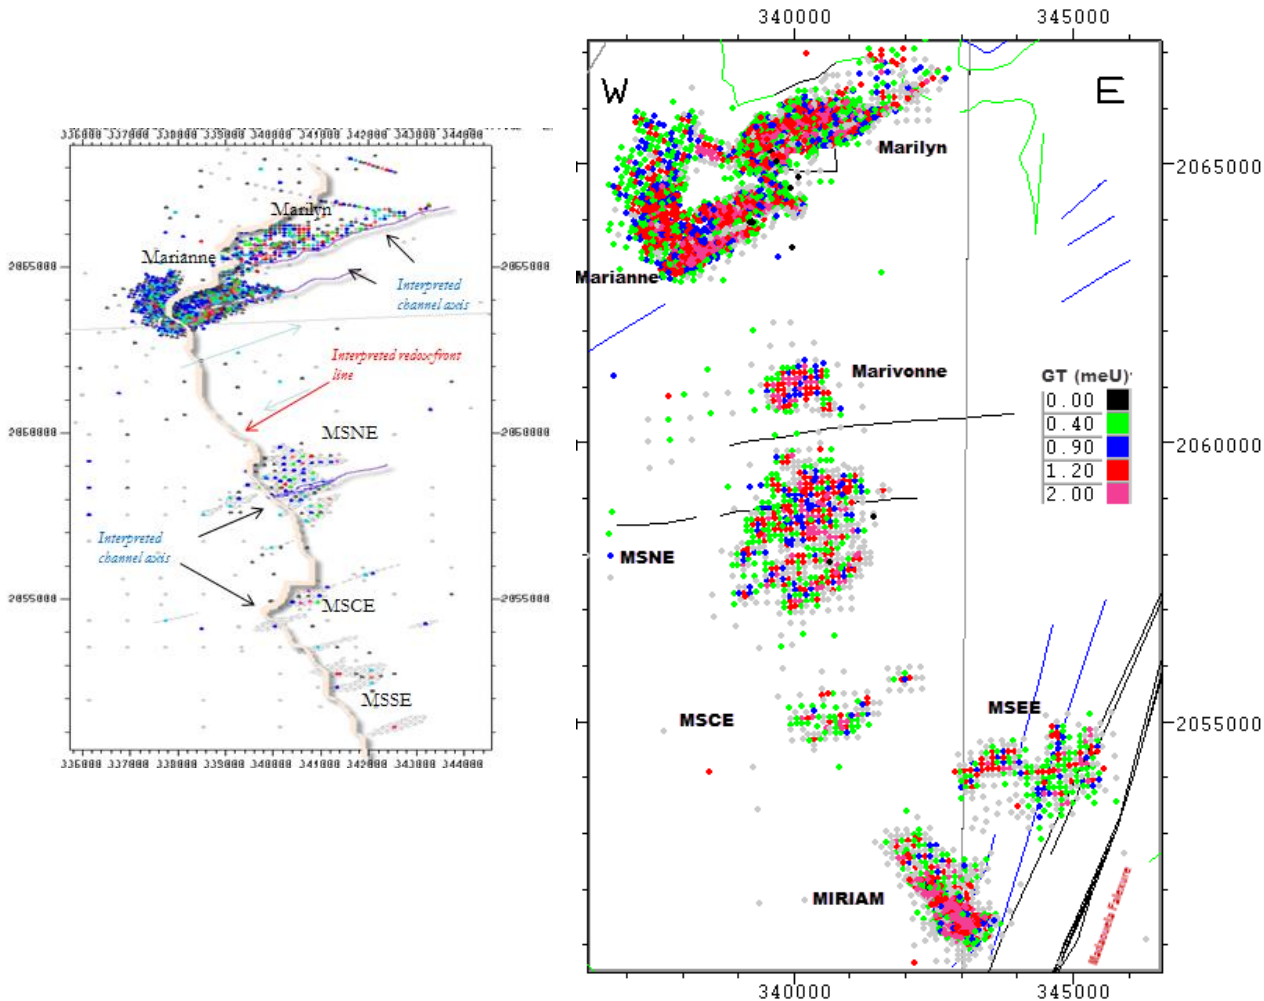 336000 337000 338000 339000 340000 341000 342000 343000 344000
Marilyn
Marianne
2065000
2065000
Interpreted
channel axis
Interpreted redox-front
line
2060000
2060000
MSNE
Interpreted
channel axis
2055000
2055000
MSCE
MSSE
336000 337000 338000 339000 340000 341000 342000 343000 344000
340000
345000
W
E
Marilyn
2065000
Marianne
Marivonne
GT (meU)
0.00
0.40
0.90
1.20
2.00
2060000
MSNE
MSCE
MSEE
2055000
MIRIAM
340000
345000